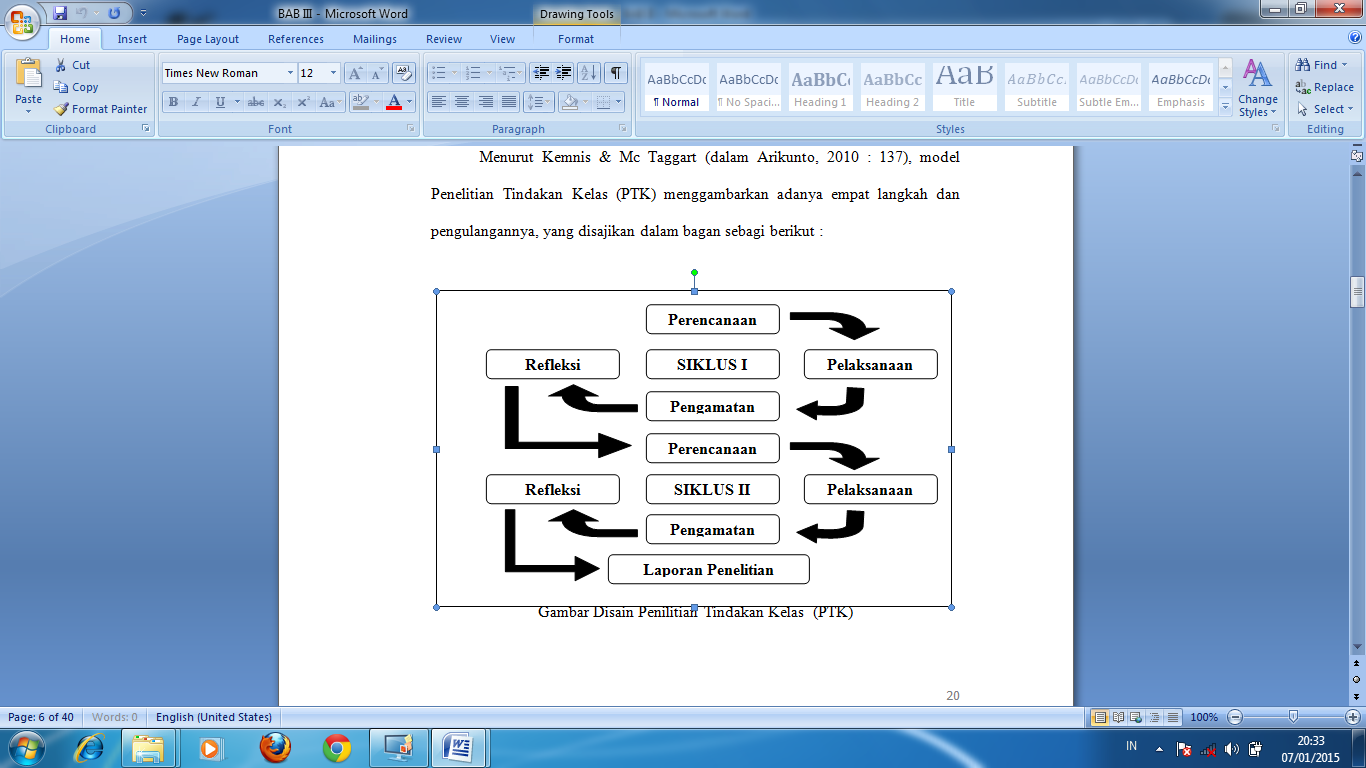 BAB III - Microsoft Word
Drawing Tools
Home Insert Page Layout References Mailings Review View Format
Paste
Cut
Copy
Format Painter
Clipboard
Times New Roman 12
Font
Paragraph
AaBbCcDc AaBbCcDc AaBbCc AaBbCc AaB AaBbCc. AaBbCcDc AaBbCcDc
¶ Normal ¶ No Spaci... Heading 1 Heading 2 Title Subtitle Subtle Em... Emphasis
Change Styles
Styles
Find
Replace
Select
Editing
Menurut Kemnis & Mc Taggart (dalam Arikunto, 2010 : 137), model
Penelitian Tindakan Kelas (PTK) menggambarkan adanya empat langkah dan
pengulangannya, yang disajikan dalam bagan sebagi berikut :
Perencanaan
Refleksi SIKLUS I Pelaksanaan
Pengamatan
Perencanaan
Refleksi SIKLUS II Pelaksanaan
Pengamatan
Laporan Penelitian
Gambar Disain Penilitian Tindakan Kelas (PTK)
20
Page: 6 of 40 Words: 0 English (United States) 100%
IN
20:33
07/01/2015